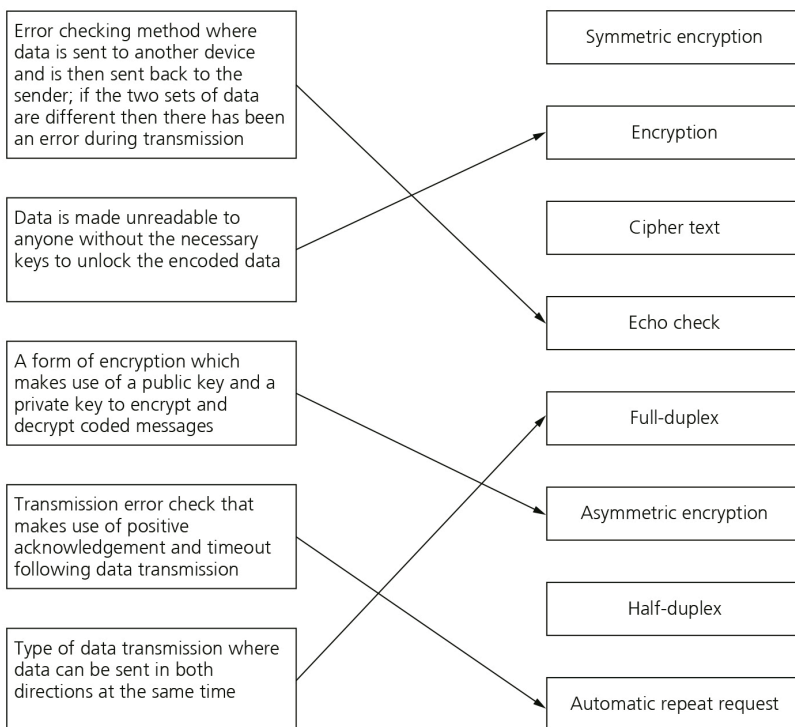 Error checking method where
data is sent to another device
and is then sent back to the
sender; if the two sets of data
are different then there has been
an error during transmission
Data is made unreadable to
anyone without the necessary
keys to unlock the encoded data
A form of encryption which
makes use of a public key and a
private key to encrypt and
decrypt coded messages
Transmission error check that
makes use of positive
acknowledgement and timeout
following data transmission
Type of data transmission where
data can be sent in both
directions at the same time
Symmetric encryption
Encryption
Cipher text
Echo check
Full-duplex
Asymmetric encryption
Half-duplex
Automatic repeat request